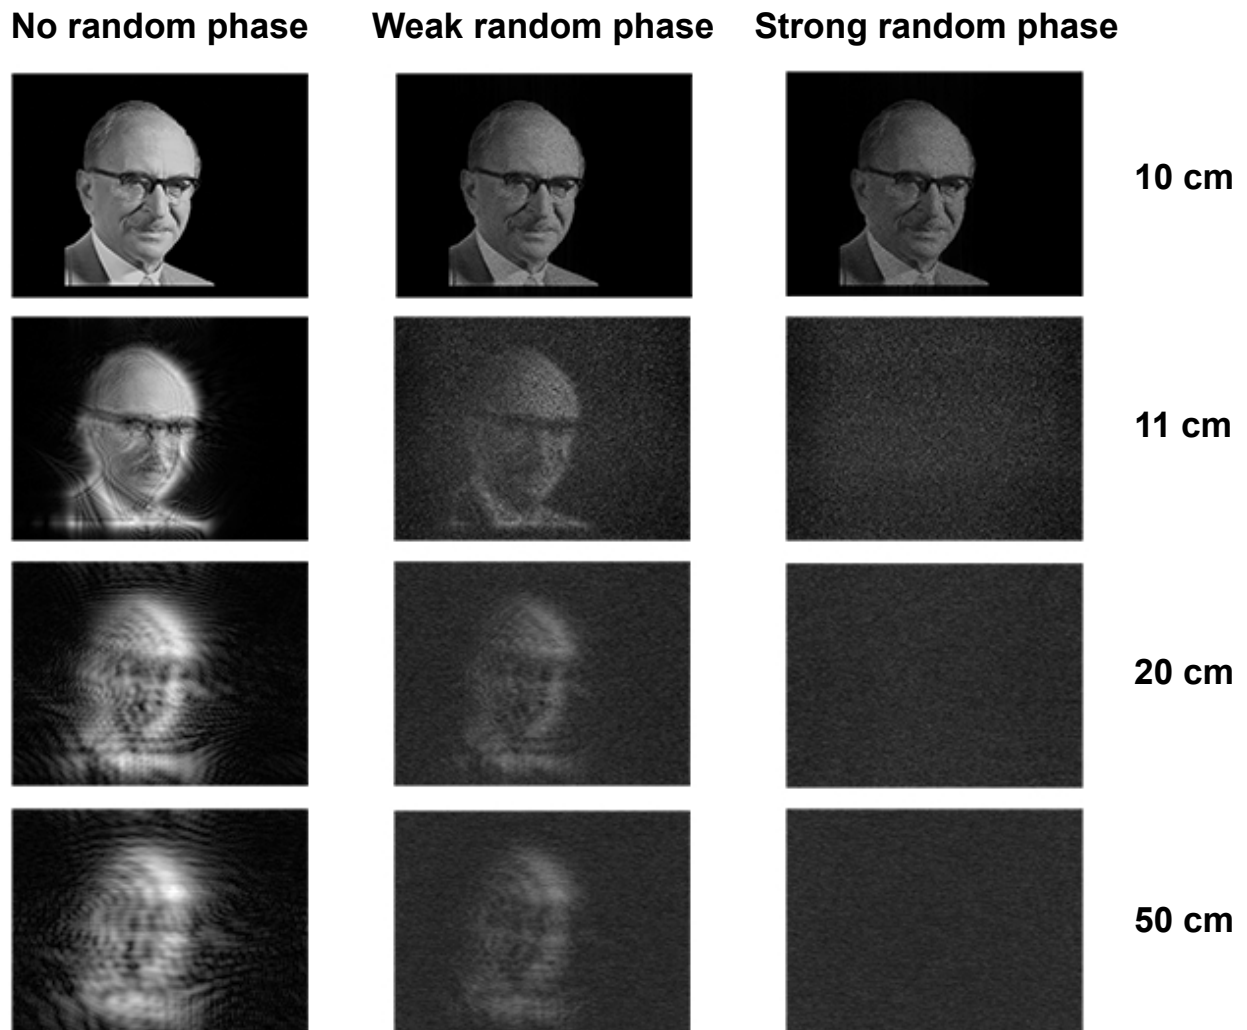 No random phase Weak random phase Strong random phase
10 cm
11 cm
20 cm
50 cm